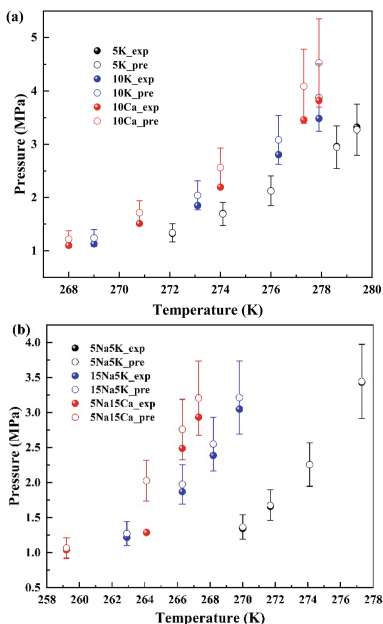 (a)
5
4
3
2
1
Pressure (MPa)
5K_exp
5K_pre
10K_exp
10K_pre
10Ca_exp
10Ca_pre
268 270 272 274 276 278 280
Temperature (K)
(b)
4.0
3.5
3.0
2.5
2.0
1.5
1.0
0.5
Pressure (MPa)
5Na5K_exp
5Na5K_pre
15Na5K_exp
15Na5K_pre
5Na15Ca_exp
5Na15Ca_pre
258 260 262 264 266 268 270 272 274 276 278
Temperature (K)